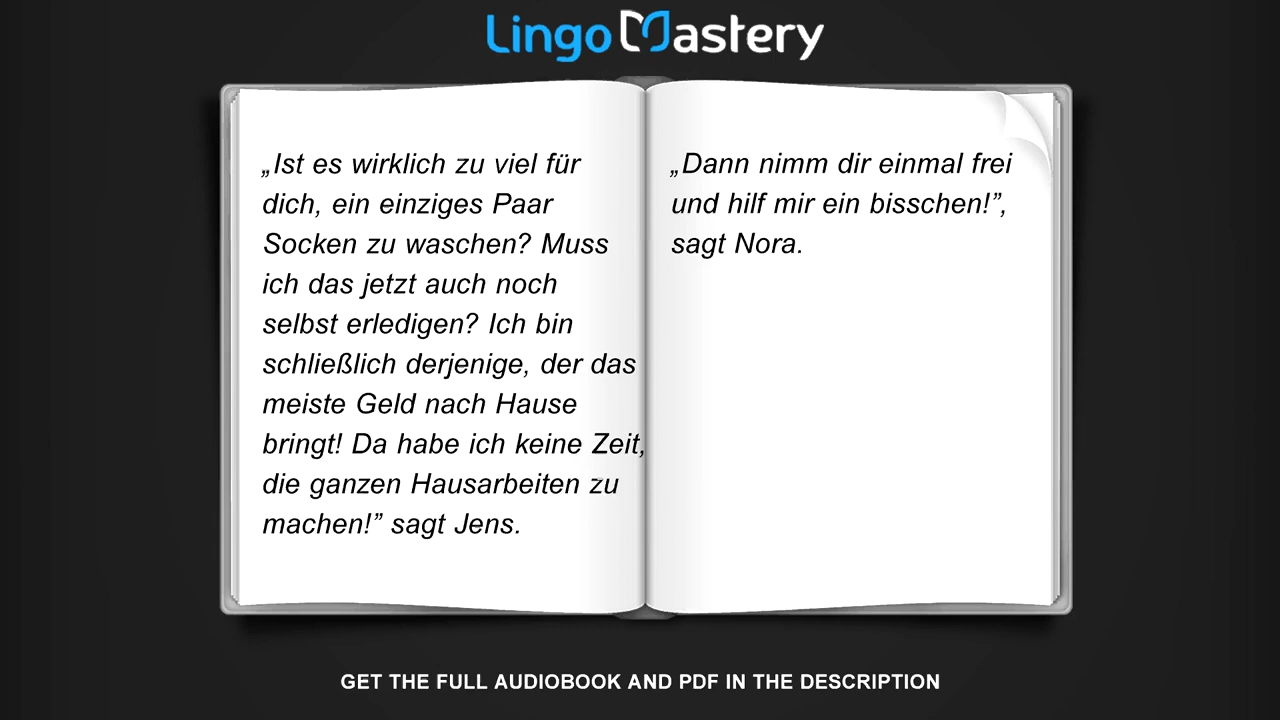 Lingo Mastery
„Ist es wirklich zu viel für
dich, ein einziges Paar
Socken zu waschen? Muss
ich das jetzt auch noch
selbst erledigen? Ich bin
schließlich derjenige, der das
meiste Geld nach Hause
bringt! Da habe ich keine Zeit,
die ganzen Hausarbeiten zu
machen!” sagt Jens.
„Dann nimm dir einmal frei
und hilf mir ein bisschen!”,
sagt Nora.
GET THE FULL AUDIOBOOK AND PDF IN THE DESCRIPTION